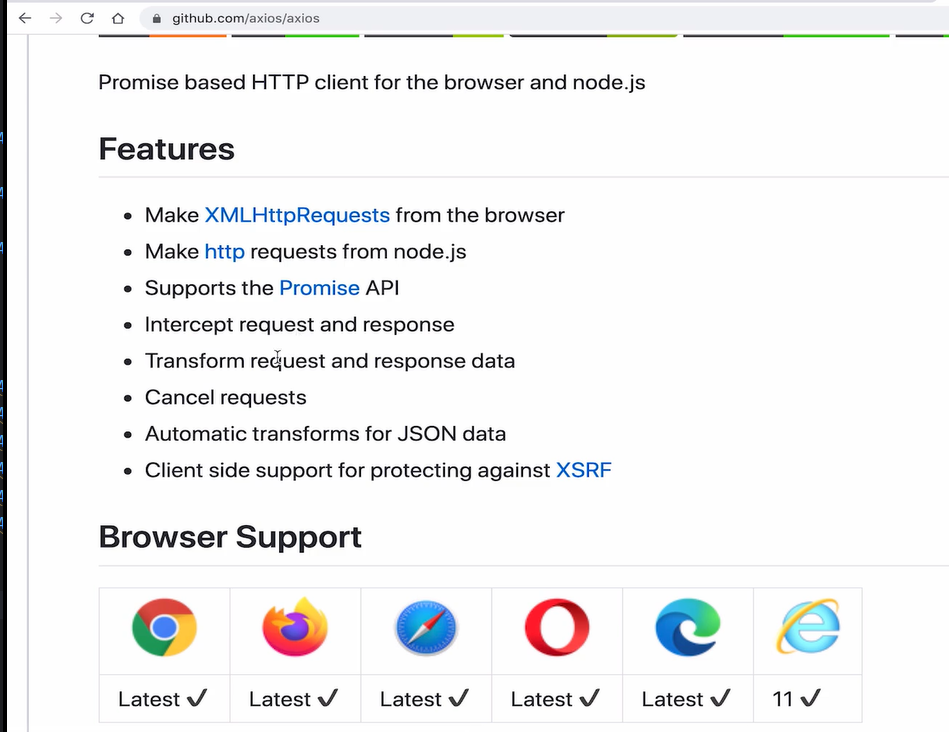 github.com/axios/axios
Promise based HTTP client for the browser and node.js
Features
Make XMLHttpRequests from the browser
Make http requests from node.js
Supports the Promise API
Intercept request and response
Transform request and response data
Cancel requests
Automatic transforms for JSON data
Client side support for protecting against XSRF
Browser Support
Latest ✔ Latest ✔ Latest ✔ Latest ✔ Latest ✔ 11 ✔